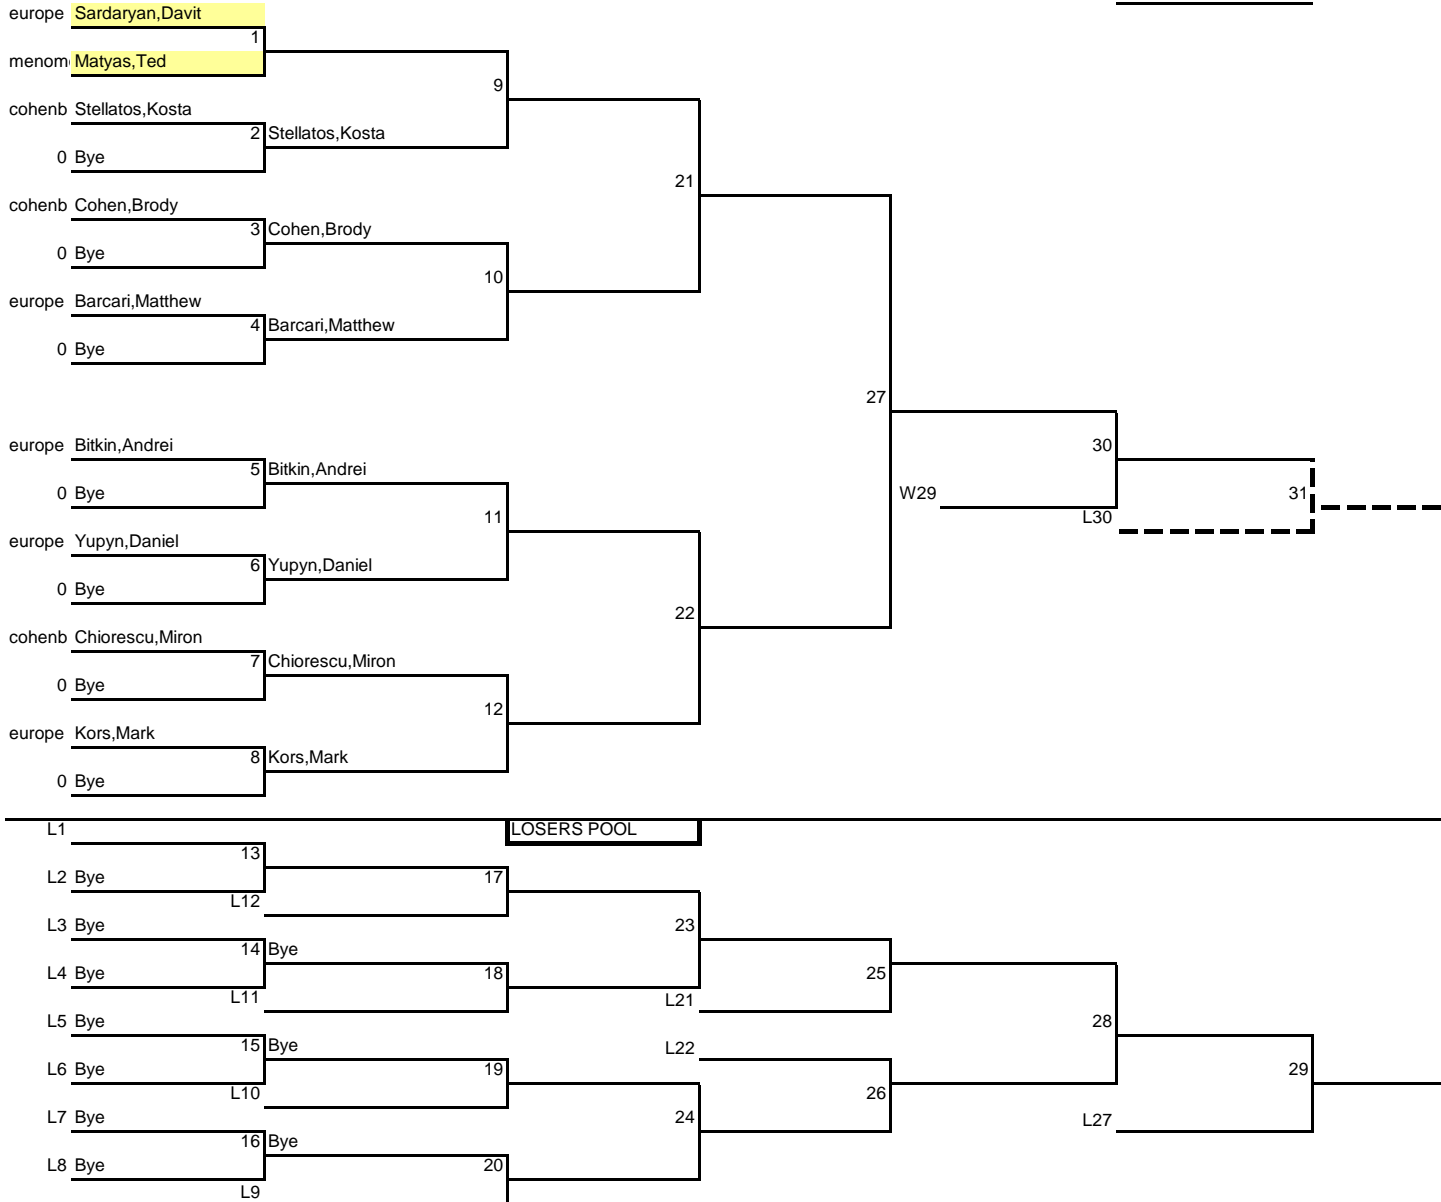 europe Sardaryan,Davit
1
menom Matyas,Ted
9
cohenb Stellatos,Kosta
2 Stellatos,Kosta
0 Bye
21
cohenb Cohen,Brody
3 Cohen,Brody
0 Bye
10
europe Barcari,Matthew
4 Barcari,Matthew
0 Bye
27
europe Bitkin,Andrei
30
5 Bitkin,Andrei
0 Bye
W29
31
11
L30
europe Yupyn,Daniel
6 Yupyn,Daniel
0 Bye
22
cohenb Chiorescu,Miron
7 Chiorescu,Miron
0 Bye
12
europe Kors,Mark
8 Kors,Mark
0 Bye
L1
LOSERS POOL
13
L2 Bye
17
L12
L3 Bye
23
14 Bye
L4 Bye
18
25
L11
L21
L5 Bye
28
15 Bye
L22
L6 Bye
19
29
L10
26
L7 Bye
24
L27
16 Bye
L8 Bye
20
L9